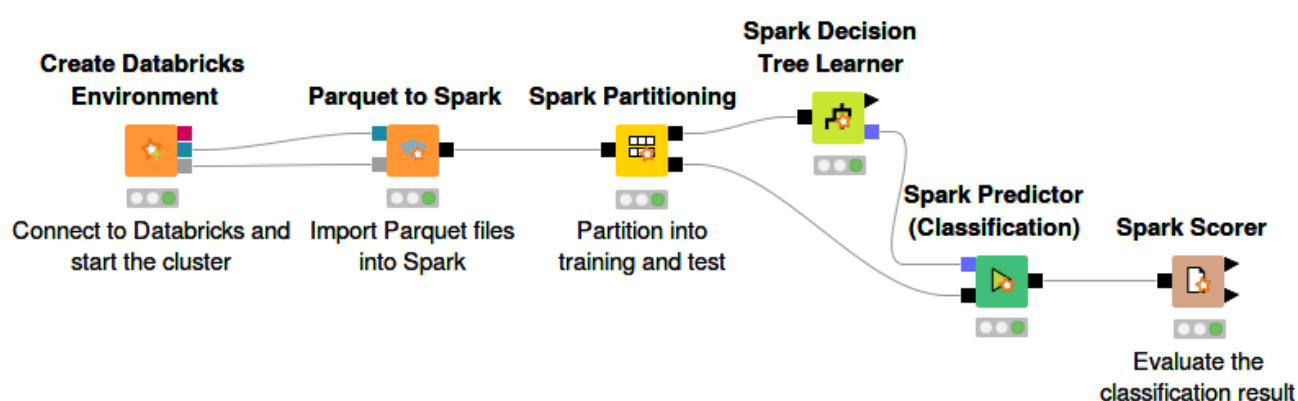 Create Databricks
Environment
Connect to Databricks and
start the cluster
Parquet to Spark
Import Parquet files
into Spark
Spark Partitioning
Partition into
training and test
Spark Decision
Tree Learner
Spark Predictor
(Classification)
Spark Scorer
Evaluate the
classification result